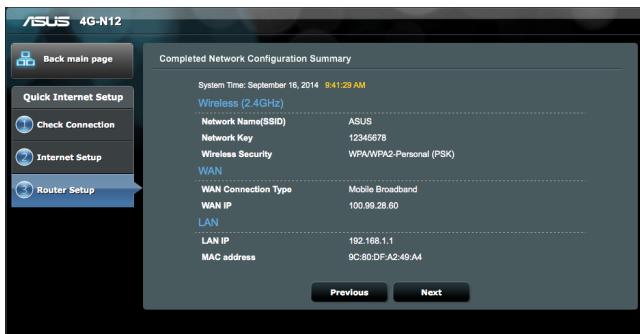 ASUS 4G-N12
Back main page
Quick Internet Setup
1 Check Connection
2 Internet Setup
3 Router Setup
Completed Network Configuration Summary
System Time: September 16, 2014 9:41:29 AM
Wireless (2.4GHz)
Network Name(SSID) ASUS
Network Key 12345678
Wireless Security WPA/WPA2-Personal (PSK)
WAN
WAN Connection Type Mobile Broadband
WAN IP 100.99.28.60
LAN
LAN IP 192.168.1.1
MAC address 9C:80:DF:A2:49:A4
Previous Next